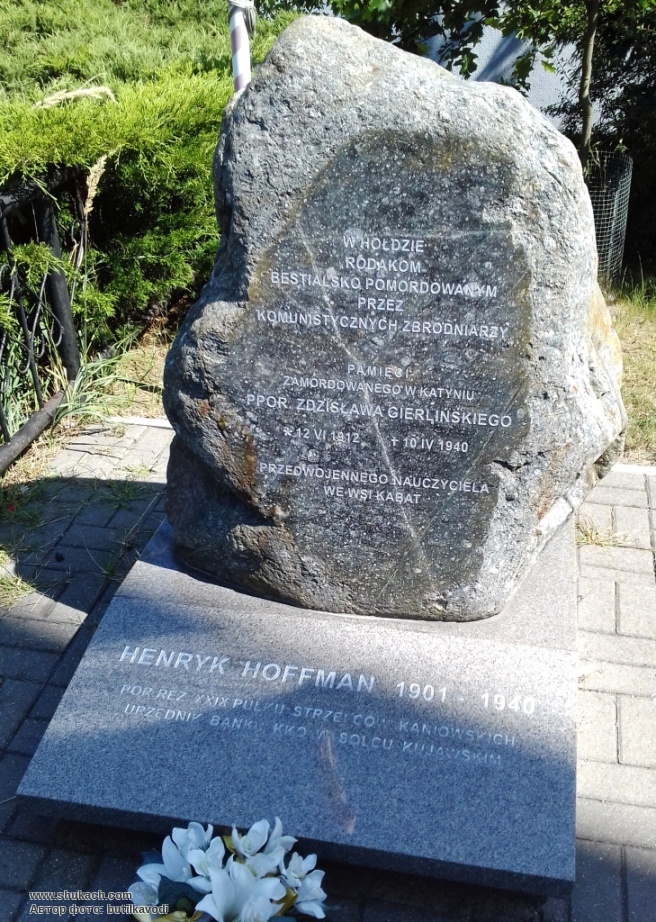 W HOŁDZIE
RODAKOM
BESTIALSKO POMORDOWANYM
PRZEZ
KOMUNISTYCZNYCH ZBRODNIARZY
PAMIĘCI
ZAMORDOWANEGO W KATYNIU
PPOR. ZDZISŁAWA GIERLIŃSKIEGO
* 12 VI 1912 † 10 IV 1940
PRZEDWOJENNEGO NAUCZYCIELA
WE WSI KABAT
HENRYK HOFFMAN 1901 - 1940
POR. REZ. XXIX PUŁKU STRZELCÓW KANIOWSKICH
URZĘDNIK BANKU KKO W SOLCU KUJAWSKIM
www.shukach.com
Автор фото: butilkavodi